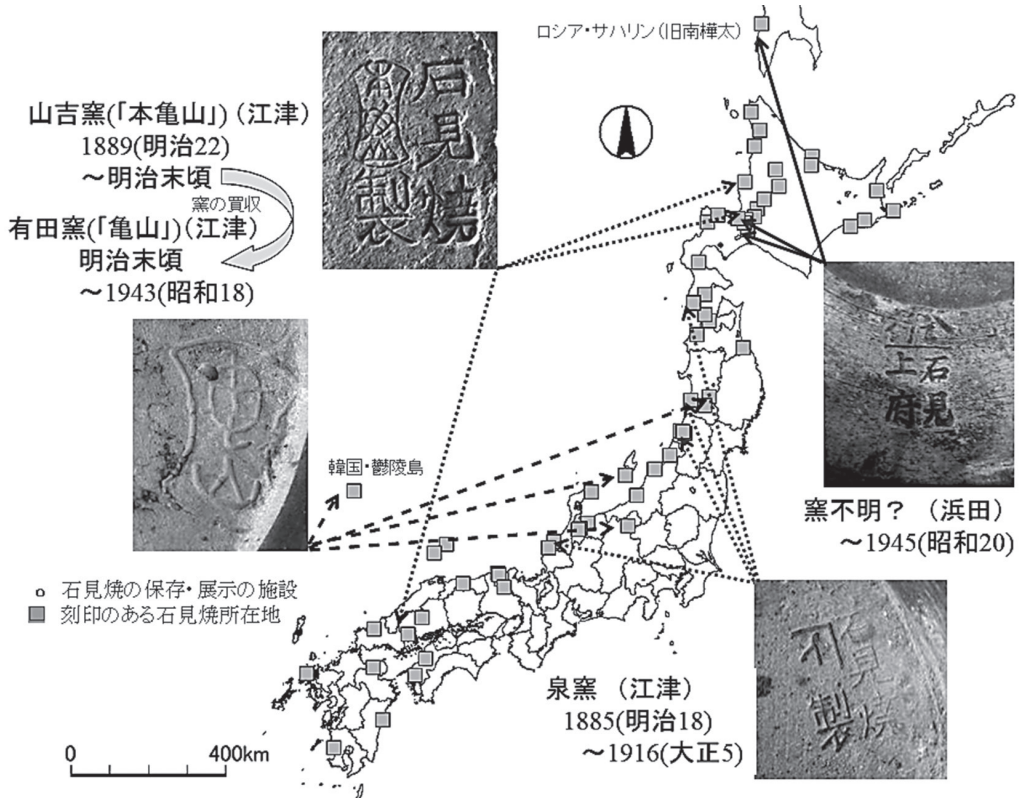 ロシア・サハリン(旧南樺太)
山吉窯(「本亀山」)(江津)
1889(明治22)
～明治末頃
窯の買収
有田窯(「亀山」)(江津)
明治末頃
～1943(昭和18)
石見焼
製
韓国・鬱陵島
石見
上府
窯不明？ (浜田)
～1945(昭和20)
石見焼の保存・展示の施設
刻印のある石見焼所在地
泉窯 (江津)
1885(明治18)
～1916(大正5)
石見焼
製
0 400km